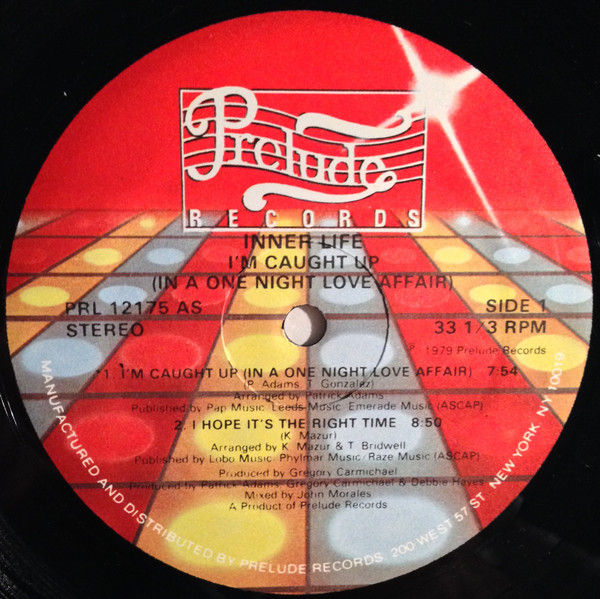 Prelude
RECORDS
INNER LIFE
I'M CAUGHT UP
(IN A ONE NIGHT LOVE AFFAIR)
PRL 12175 AS
STEREO
SIDE 1
33 1/3 RPM
℗ 1979 Prelude Records
*1. I'M CAUGHT UP (IN A ONE NIGHT LOVE AFFAIR) 7:54
(P. Adams, T. Gonzalez)
Arranged by Patrick Adams
Published by Pap Music, Leeds Music, Emerade Music (ASCAP)
2. I HOPE IT'S THE RIGHT TIME 8:50
(K. Mazur)
Arranged by K. Mazur & T. Bridwell
Published by Lobo Music/Phylmar Music/Raze Music (ASCAP)
Produced by Gregory Carmichael
*Produced by Patrick Adams, Gregory Carmichael & Debbie Hayes
Mixed by John Morales
A Product of Prelude Records
MANUFACTURED AND DISTRIBUTED BY PRELUDE RECORDS, 200 WEST 57 ST. NEW YORK, NY 10019